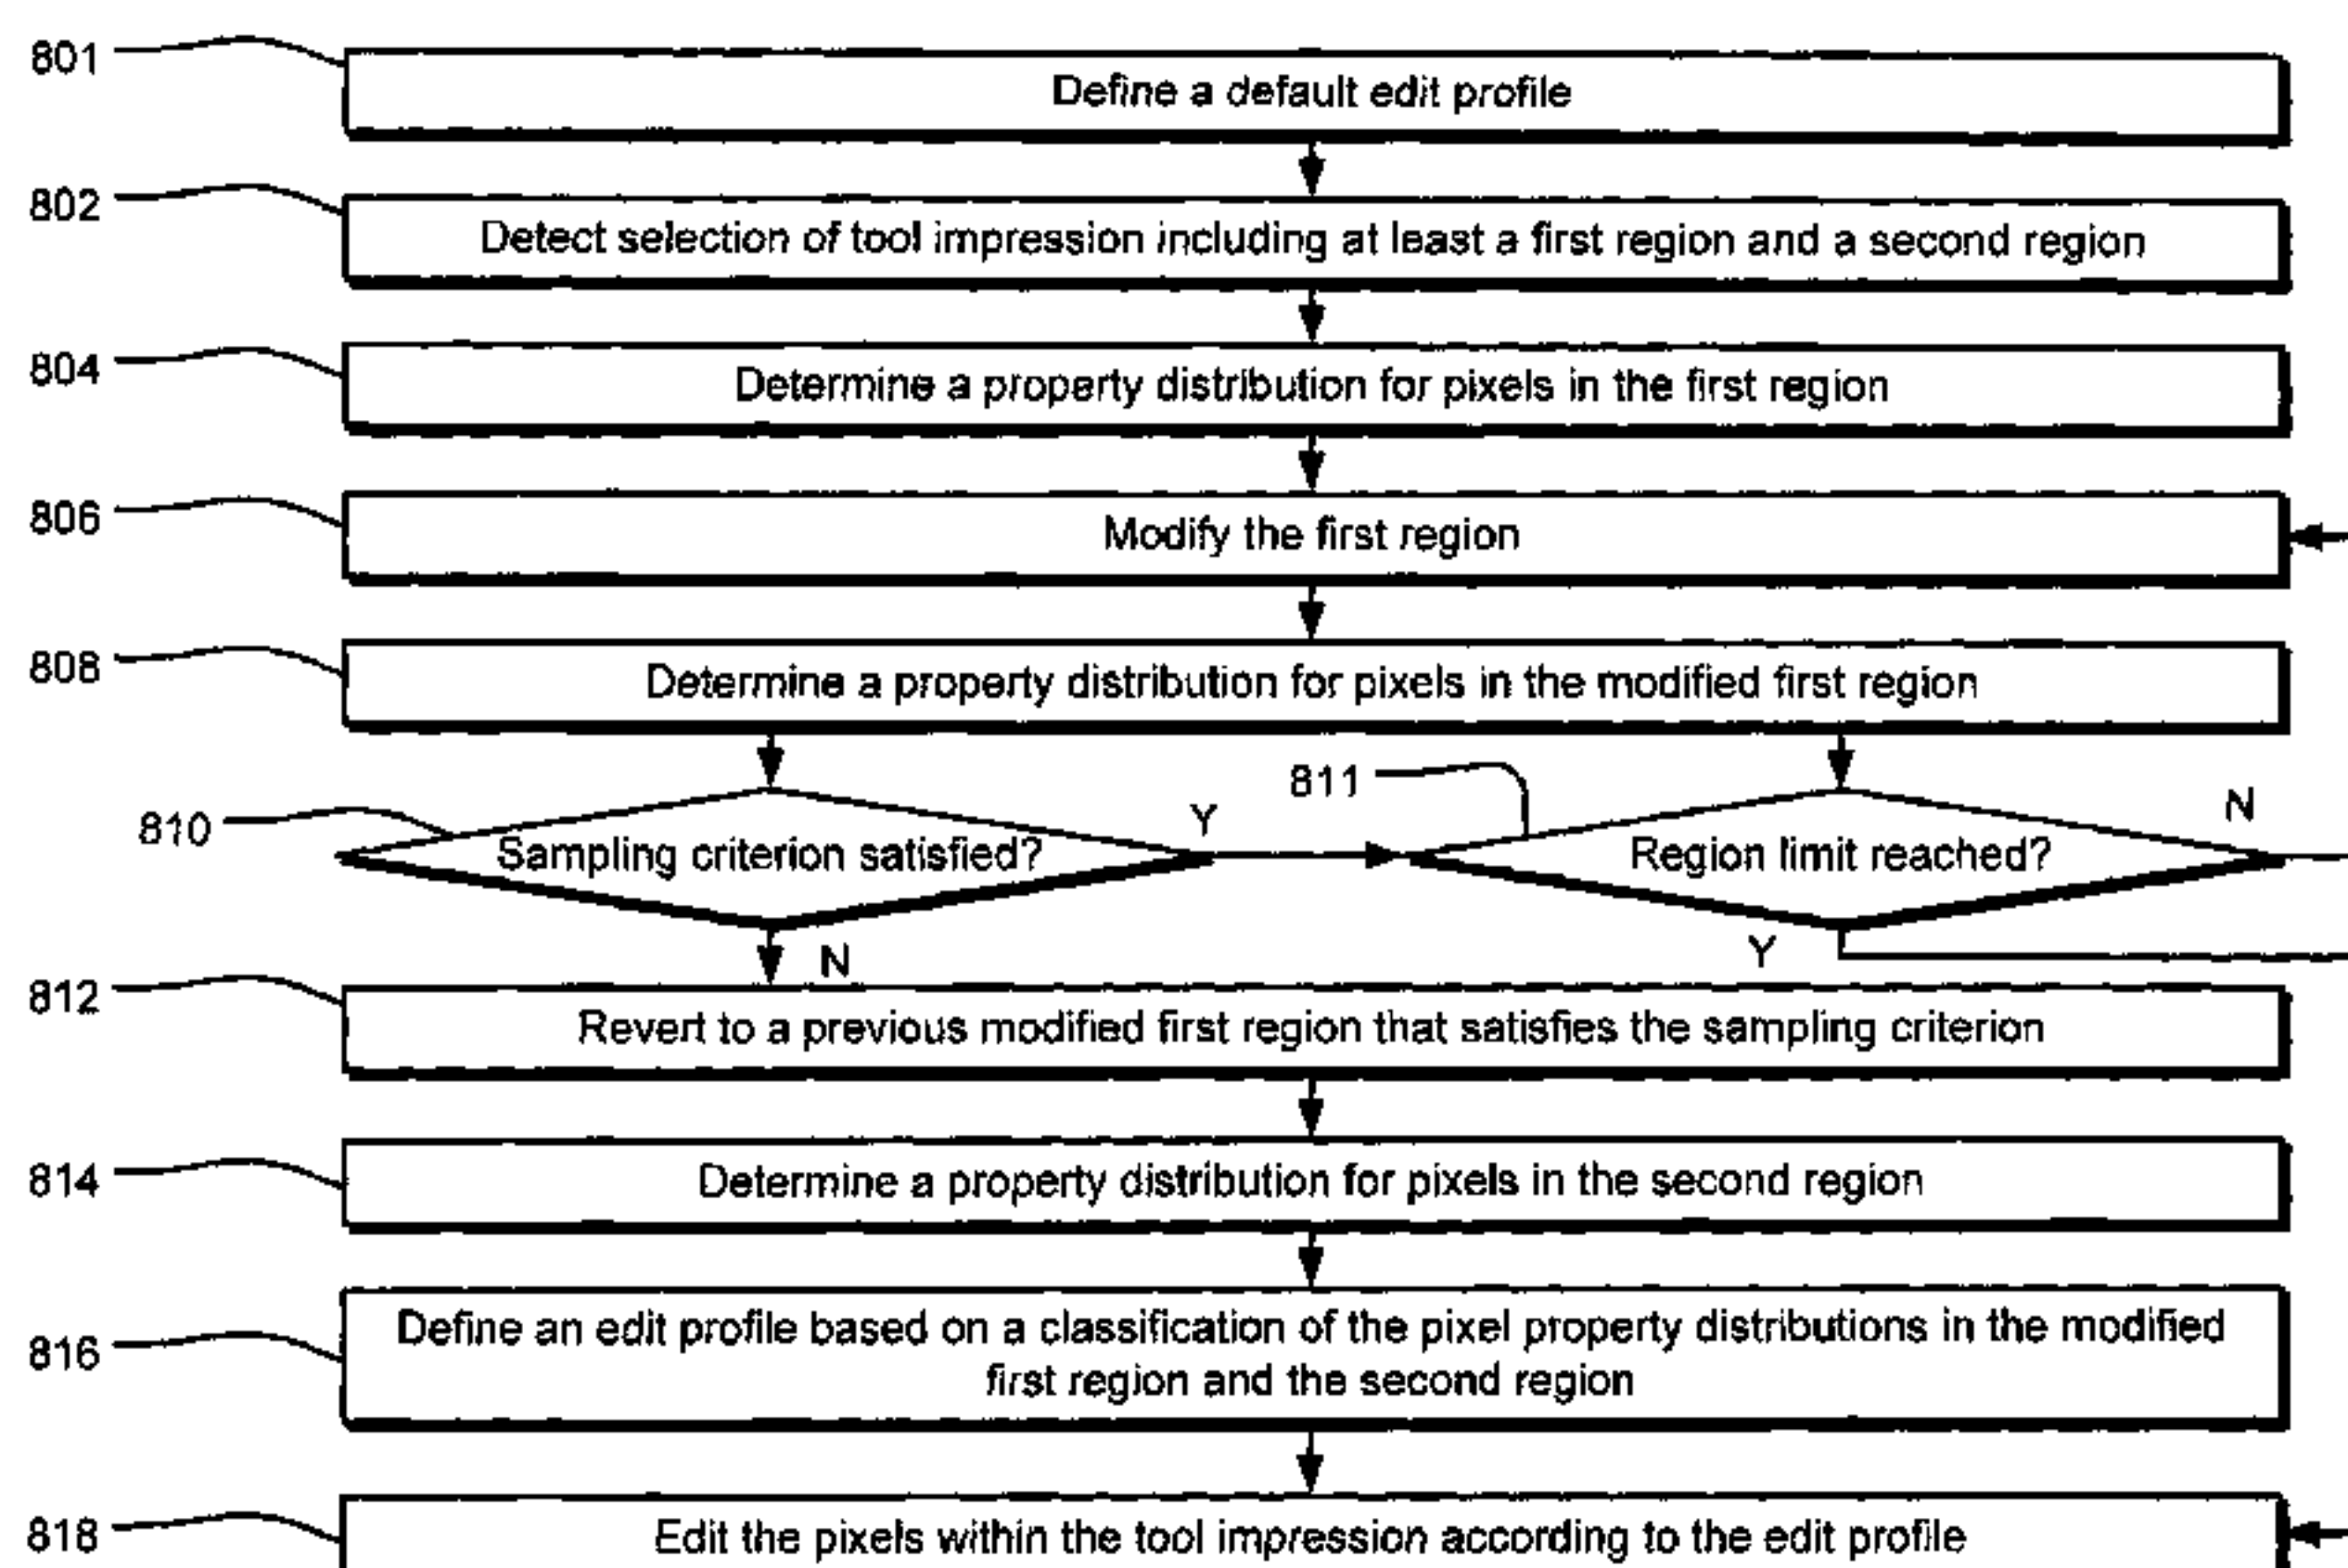 801
Define a default edit profile
802
Detect selection of tool impression including at least a first region and a second region
804
Determine a property distribution for pixels in the first region
806
Modify the first region
808
Determine a property distribution for pixels in the modified first region
810
Sampling criterion satisfied?
Y
N
811
Region limit reached?
N
Y
812
Revert to a previous modified first region that satisfies the sampling criterion
814
Determine a property distribution for pixels in the second region
816
Define an edit profile based on a classification of the pixel property distributions in the modified
first region and the second region
818
Edit the pixels within the tool impression according to the edit profile